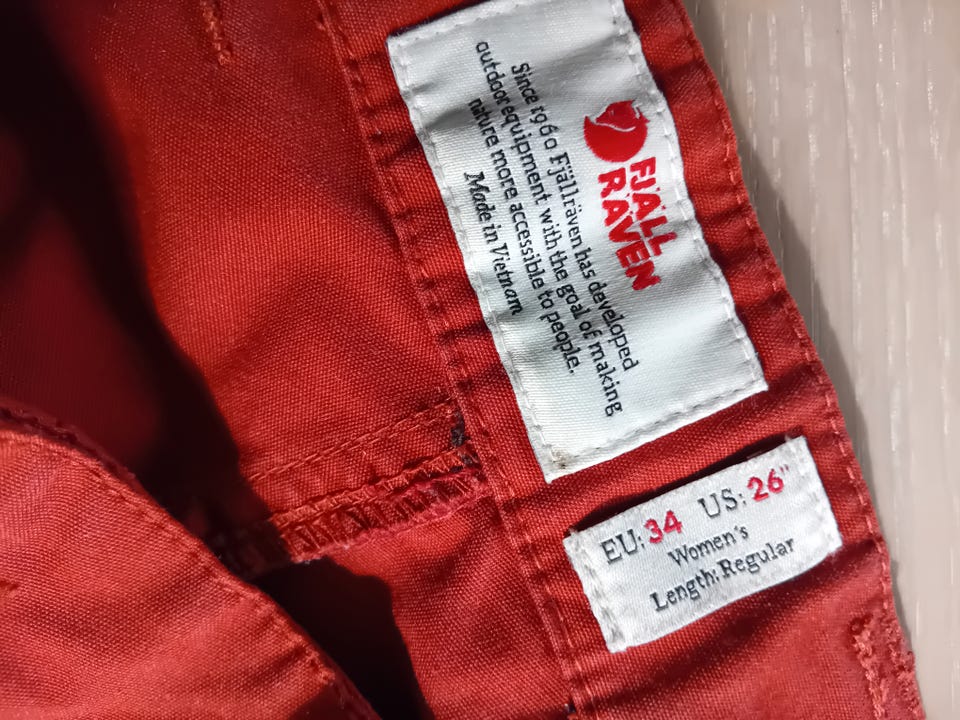 FJÄLL
RÄVEN
Since 1960 Fjällräven has developed
outdoor equipment with the goal of making
nature more accessible to people.
Made in Vietnam
EU: 34 US: 26"
Women's
Length: Regular